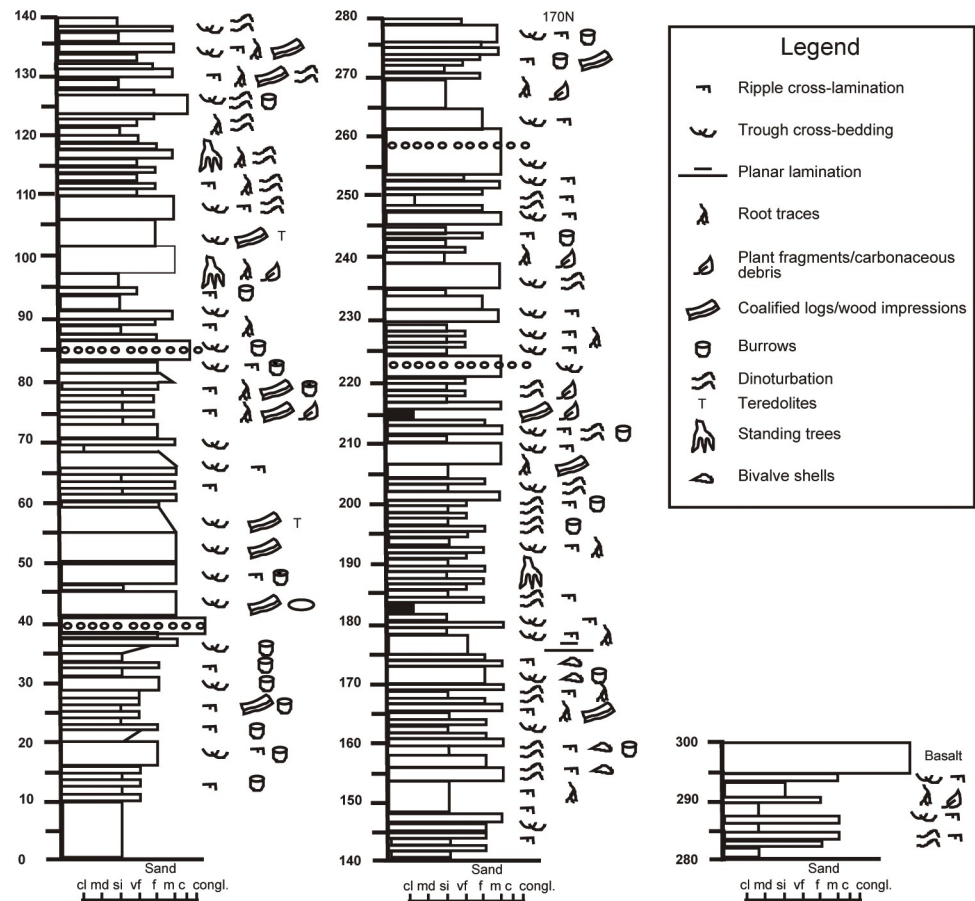 140
130
120
110
100
90
80
70
60
50
40
30
20
10
0
T
T
Sand
cl md si vf f m c congl.
280
270
260
250
240
230
220
210
200
190
180
170
160
150
140
170N
Sand
cl md si vf f m c congl.
Legend
Ripple cross-lamination
Trough cross-bedding
Planar lamination
Root traces
Plant fragments/carbonaceous
debris
Coalified logs/wood impressions
Burrows
Dinoturbation
T Teredolites
Standing trees
Bivalve shells
300
290
280
Basalt
Sand
cl md si vf f m c congl.